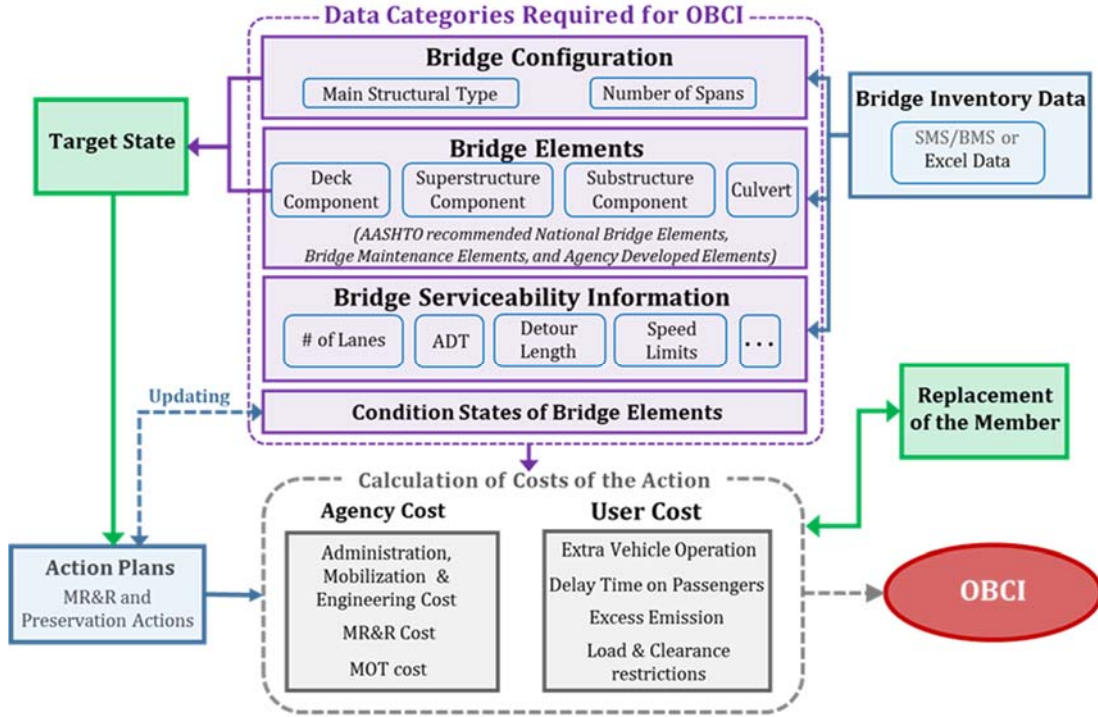 Data Categories Required for OBCI
Bridge Configuration
Main Structural Type
Number of Spans
Bridge Inventory Data
SMS/BMS or
Excel Data
Target State
Bridge Elements
Deck
Component
Superstructure
Component
Substructure
Component
Culvert
(AASHTO recommended National Bridge Elements,
Bridge Maintenance Elements, and Agency Developed Elements)
Bridge Serviceability Information
# of Lanes
ADT
Detour
Length
Speed
Limits
...
Updating
Condition States of Bridge Elements
Replacement
of the Member
Calculation of Costs of the Action
Agency Cost
Administration,
Mobilization &
Engineering Cost
MR&R Cost
MOT cost
User Cost
Extra Vehicle Operation
Delay Time on Passengers
Excess Emission
Load & Clearance
restrictions
Action Plans
MR&R and
Preservation Actions
OBCI